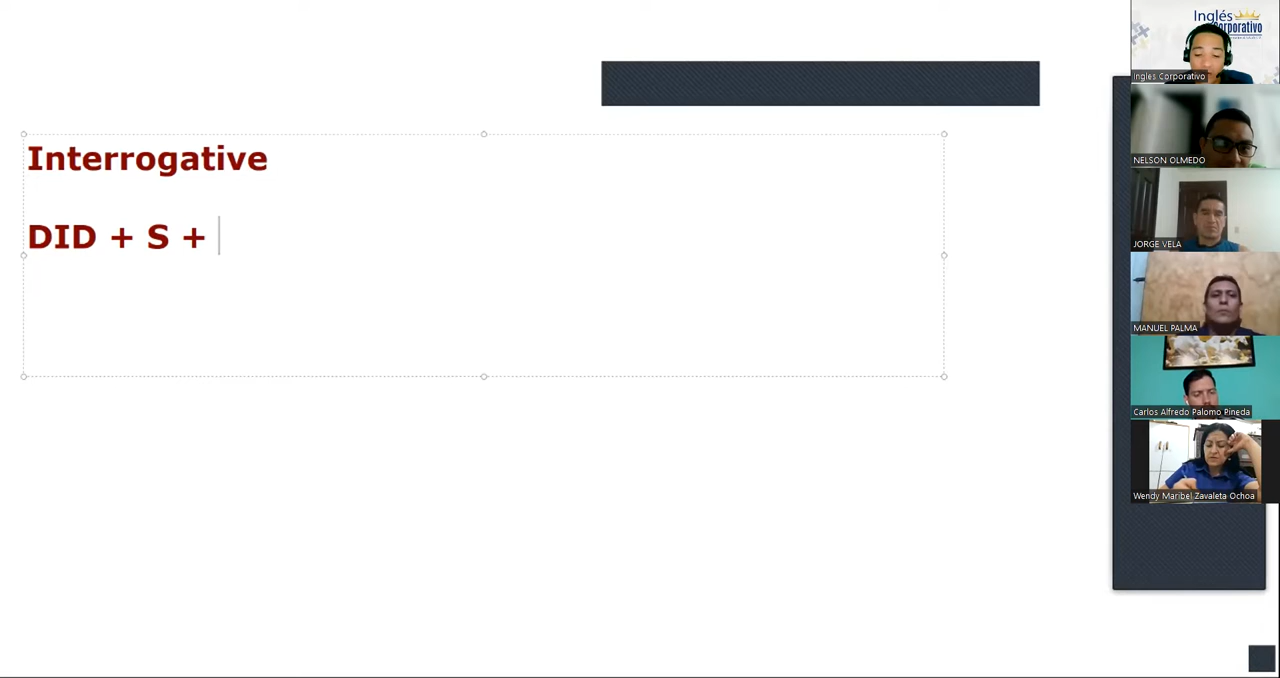 Interrogative
DID + S +
Inglés
Corporativo
Ingles Corporativo
NELSON OLMEDO
JORGE VELA
MANUEL PALMA
Carlos Alfredo Palomo Pineda
Wendy Maribel Zavaleta Ochoa